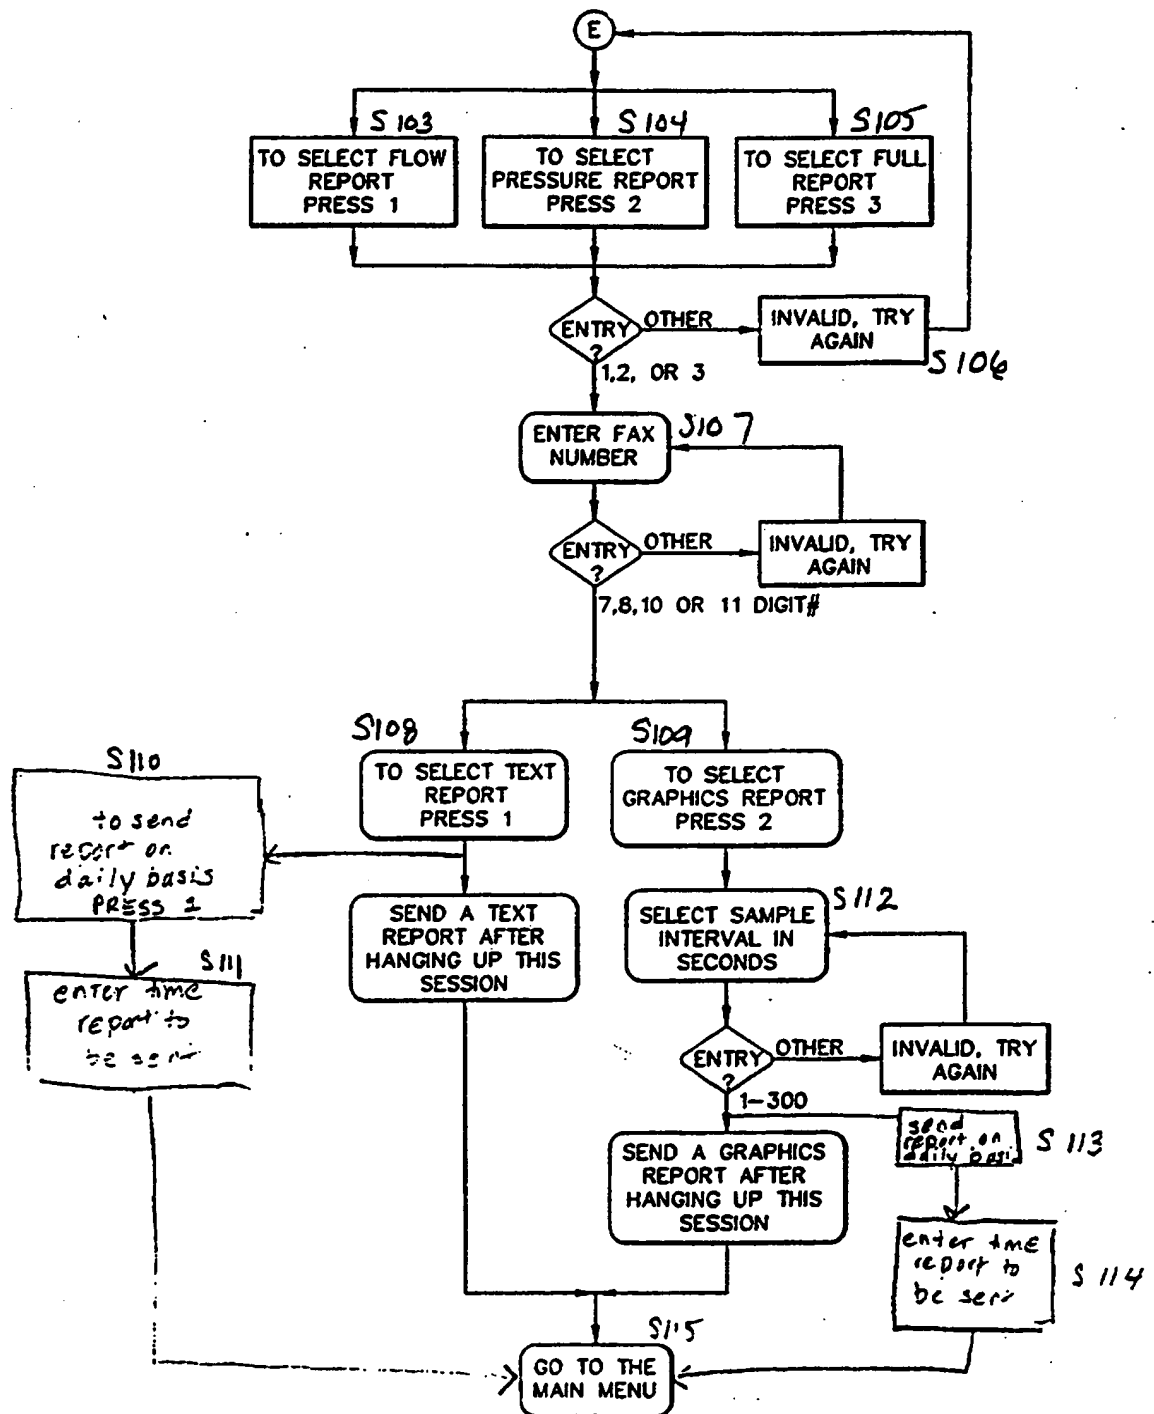 E
S103
S104
S105
TO SELECT FLOW
REPORT
PRESS 1
TO SELECT
PRESSURE REPORT
PRESS 2
TO SELECT FULL
REPORT
PRESS 3
ENTRY
?
OTHER
INVALID, TRY
AGAIN
S106
1,2, OR 3
ENTER FAX
NUMBER
S107
ENTRY
?
OTHER
INVALID, TRY
AGAIN
7,8,10 OR 11 DIGIT#
S108
S109
TO SELECT TEXT
REPORT
PRESS 1
TO SELECT
GRAPHICS REPORT
PRESS 2
S110
to send
report on
daily basis
PRESS 1
SEND A TEXT
REPORT AFTER
HANGING UP THIS
SESSION
SELECT SAMPLE
INTERVAL IN
SECONDS
S112
S111
enter time
report to
be sent
ENTRY
?
OTHER
INVALID, TRY
AGAIN
1-300
SEND A GRAPHICS
REPORT AFTER
HANGING UP THIS
SESSION
send
report on
daily basis
S 113
enter time
report to
be sent
S 114
S115
GO TO THE
MAIN MENU